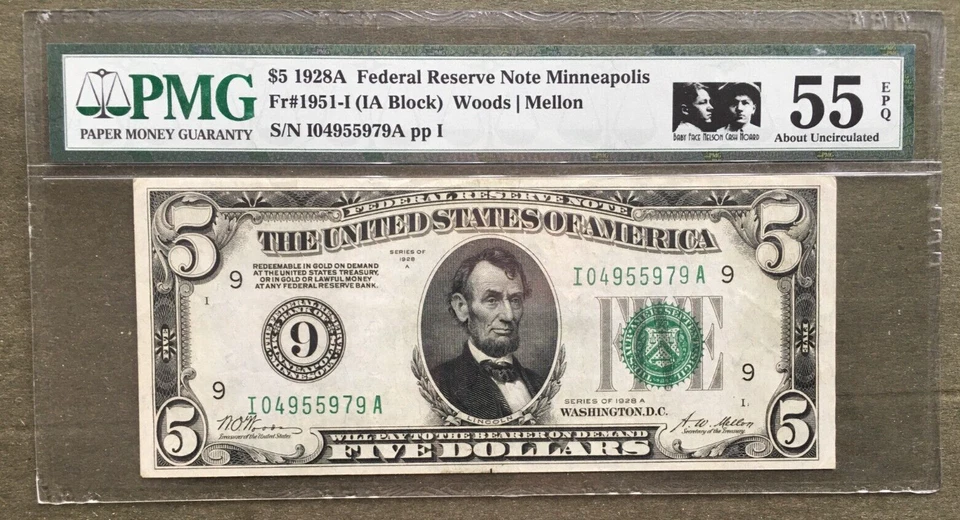 PMG
PAPER MONEY GUARANTY
$5 1928A Federal Reserve Note Minneapolis
Fr#1951-I (IA Block) Woods | Mellon
S/N I04955979A pp I
BABY FACE NELSON CASH HOARD
55 EPQ
About Uncirculated
FEDERAL RESERVE NOTE
THE UNITED STATES OF AMERICA
5
5
SERIES OF
1928
A
REDEEMABLE IN GOLD ON DEMAND
AT THE UNITED STATES TREASURY,
OR IN GOLD OR LAWFUL MONEY
AT ANY FEDERAL RESERVE BANK.
9
I04955979A
9
1
9
FIVE
9
9
I04955979A
SERIES OF 1928 A
WASHINGTON, D.C.
1.
Treasurer of the United States
LINCOLN
A. W. Mellon
Secretary of the Treasury
5
WILL PAY TO THE BEARER ON DEMAND
FIVE DOLLARS
5